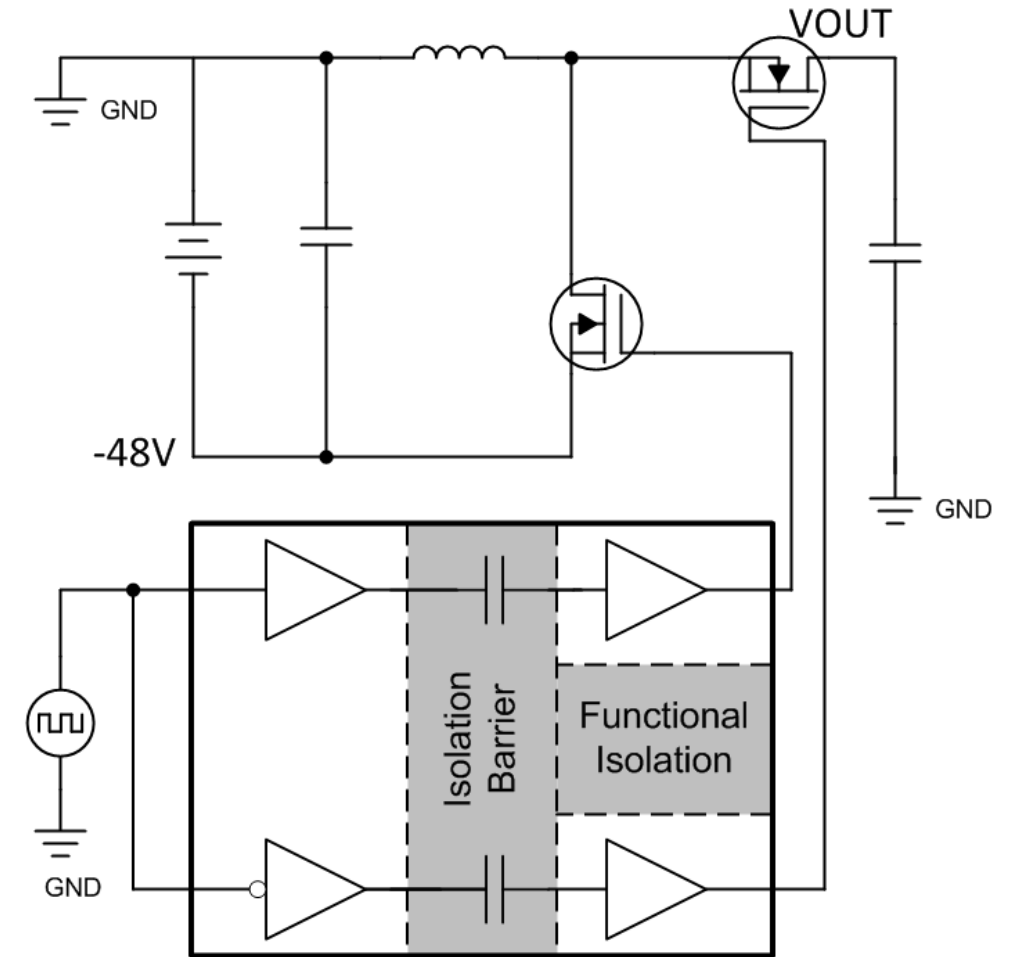 VOUT
GND
-48V
GND
Isolation
Barrier
Functional
Isolation
GND